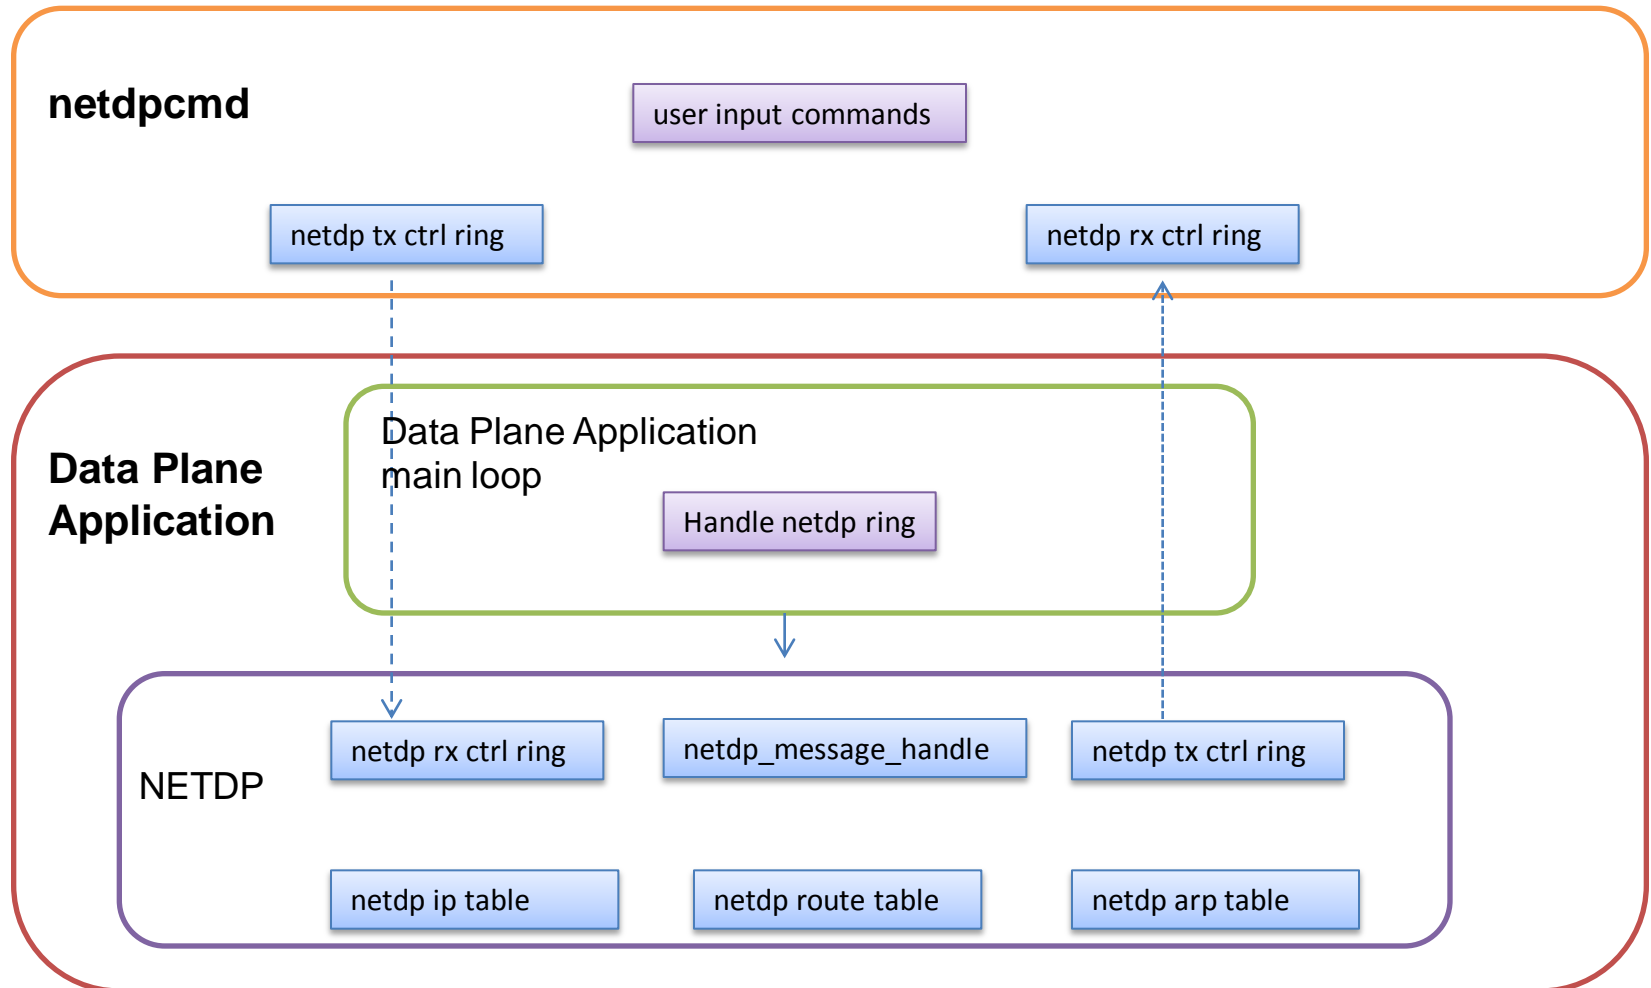 netdpcmd
user input commands
netdp tx ctrl ring
netdp rx ctrl ring
Data Plane Application
main loop
Data Plane
Application
Handle netdp ring
netdp rx ctrl ring
netdp_message_handle
netdp tx ctrl ring
NETDP
netdp ip table
netdp route table
netdp arp table